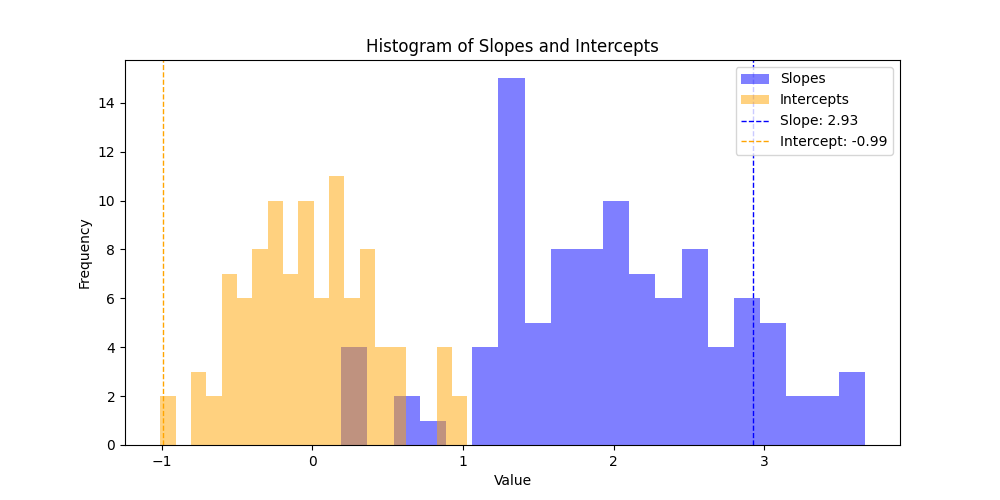 Histogram of Slopes and Intercepts
Slopes
Intercepts
Slope: 2.93
Intercept: -0.99
Frequency
14
12
10
8
6
4
2
0
−1
0
1
2
3
Value